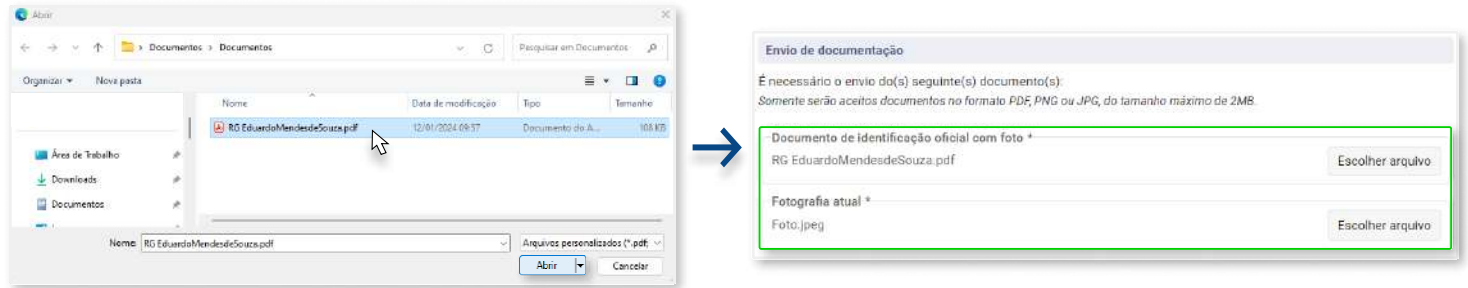 Abrir
Documentos > Documentos
Pesquisar em Documentos
Organizar
Nova pasta
Nome
Data de modificação
Tipo
Tamanho
RG EduardoMendesdeSouza.pdf
12/01/2024 09:57
Documento do A...
108 KB
Área de Trabalho
Downloads
Documentos
Nome
RG EduardoMendesdeSouza.pdf
Arquivos personalizados (*.pdf;
Abrir
Cancelar
Envio de documentação
É necessário o envio do(s) seguinte(s) documento(s):
Somente serão aceitos documentos no formato PDF, PNG ou JPG, do tamanho máximo de 2MB.
Documento de identificação oficial com foto *
RG EduardoMendesdeSouza.pdf
Escolher arquivo
Fotografia atual *
Foto.jpeg
Escolher arquivo